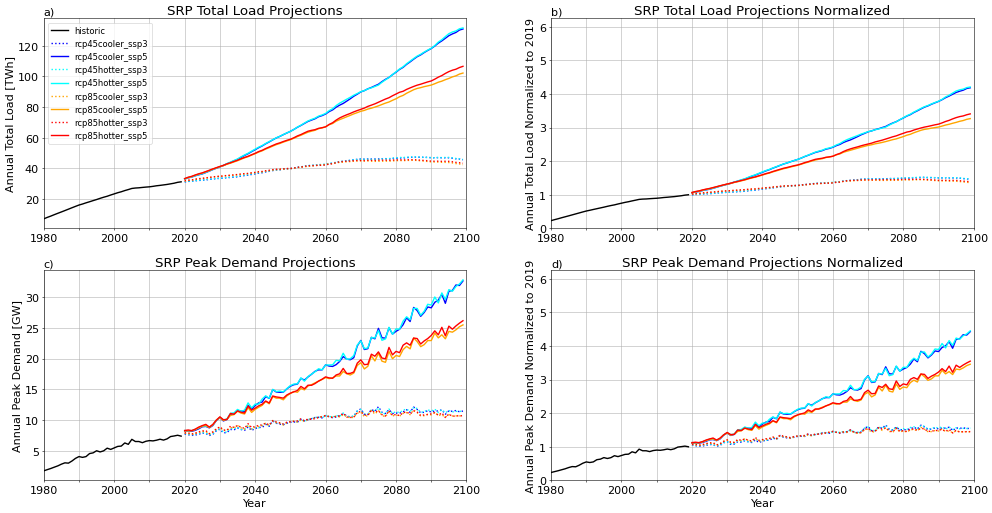 a)
SRP Total Load Projections
Annual Total Load [TWh]
120
100
80
60
40
20
historic
rcp45cooler_ssp3
rcp45cooler_ssp5
rcp45hotter_ssp3
rcp45hotter_ssp5
rcp85cooler_ssp3
rcp85cooler_ssp5
rcp85hotter_ssp3
rcp85hotter_ssp5
1980 2000 2020 2040 2060 2080 2100
b)
SRP Total Load Projections Normalized
Annual Total Load Normalized to 2019
6
5
4
3
2
1
0
1980 2000 2020 2040 2060 2080 2100
c)
SRP Peak Demand Projections
Annual Peak Demand [GW]
30
25
20
15
10
5
1980 2000 2020 2040 2060 2080 2100
Year
d)
SRP Peak Demand Projections Normalized
Annual Peak Demand Normalized to 2019
6
5
4
3
2
1
0
1980 2000 2020 2040 2060 2080 2100
Year